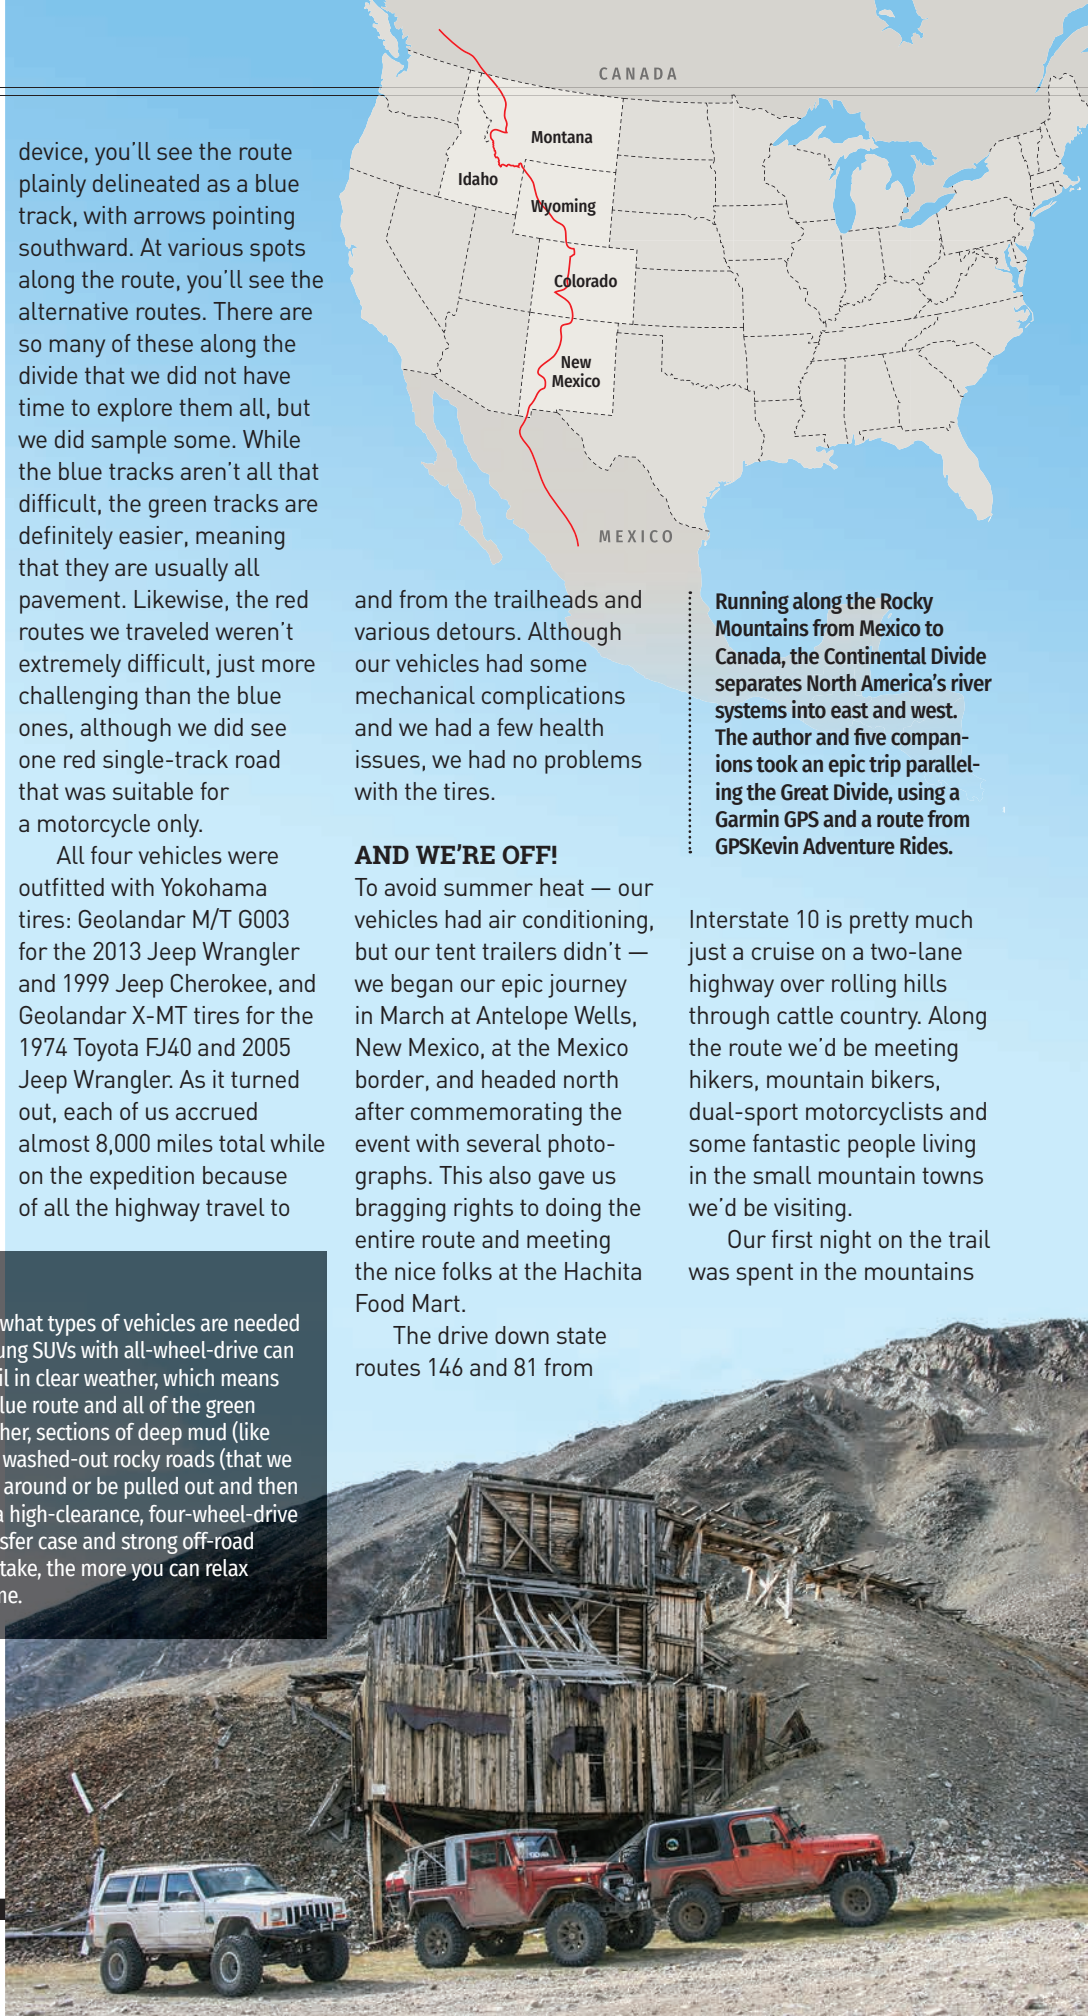 CANADA
Montana
Idaho
Wyoming
Colorado
New
Mexico
MEXICO
device, you'll see the route
plainly delineated as a blue
track, with arrows pointing
southward. At various spots
along the route, you'll see the
alternative routes. There are
so many of these along the
divide that we did not have
time to explore them all, but
we did sample some. While
the blue tracks aren't all that
difficult, the green tracks are
definitely easier, meaning
that they are usually all
pavement. Likewise, the red
routes we traveled weren't
extremely difficult, just more
challenging than the blue
ones, although we did see
one red single-track road
that was suitable for
a motorcycle only.
All four vehicles were
outfitted with Yokohama
tires: Geolandar M/T G003
for the 2013 Jeep Wrangler
and 1999 Jeep Cherokee, and
Geolandar X-MT tires for the
1974 Toyota FJ40 and 2005
Jeep Wrangler. As it turned
out, each of us accrued
almost 8,000 miles total while
on the expedition because
of all the highway travel to
and from the trailheads and
various detours. Although
our vehicles had some
mechanical complications
and we had a few health
issues, we had no problems
with the tires.
AND WE'RE OFF!
To avoid summer heat — our
vehicles had air conditioning,
but our tent trailers didn't —
we began our epic journey
in March at Antelope Wells,
New Mexico, at the Mexico
border, and headed north
after commemorating the
event with several photo-
graphs. This also gave us
bragging rights to doing the
entire route and meeting
the nice folks at the Hachita
Food Mart.
The drive down state
routes 146 and 81 from
Running along the Rocky
Mountains from Mexico to
Canada, the Continental Divide
separates North America's river
systems into east and west.
The author and five compan-
ions took an epic trip parallel-
ing the Great Divide, using a
Garmin GPS and a route from
GPSKevin Adventure Rides.
Interstate 10 is pretty much
just a cruise on a two-lane
highway over rolling hills
through cattle country. Along
the route we'd be meeting
hikers, mountain bikers,
dual-sport motorcyclists and
some fantastic people living
in the small mountain towns
we'd be visiting.
Our first night on the trail
was spent in the mountains
what types of vehicles are needed
ung SUVs with all-wheel-drive can
il in clear weather, which means
lue route and all of the green
her, sections of deep mud (like
washed-out rocky roads (that we
around or be pulled out and then
a high-clearance, four-wheel-drive
sfer case and strong off-road
take, the more you can relax
me.